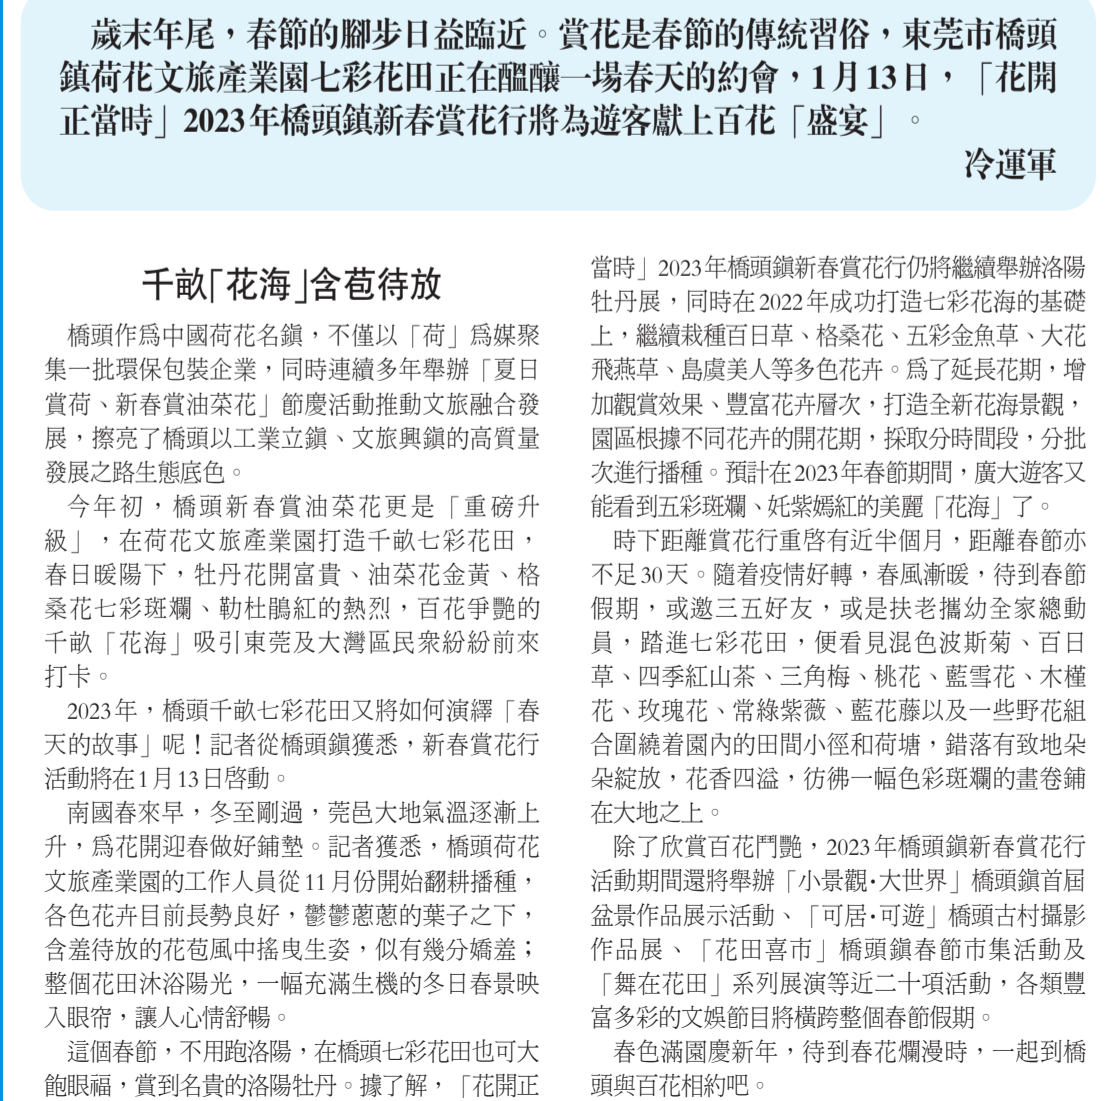 歲末年尾，春節的腳步日益臨近。賞花是春節的傳統習俗，東莞市橋頭
鎮荷花文旅產業園七彩花田正在醞釀一場春天的約會，1月13日，「花開
正當時」2023年橋頭鎮新春賞花行將為遊客獻上百花「盛宴」。
冷運軍
千畝「花海」含苞待放
橋頭作爲中國荷花名鎭，不僅以「荷」爲媒聚
集一批環保包裝企業，同時連續多年舉辦「夏日
賞荷、新春賞油菜花」節慶活動推動文旅融合發
展，擦亮了橋頭以工業立鎭、文旅興鎭的高質量
發展之路生態底色。
今年初，橋頭新春賞油菜花更是「重磅升
級」，在荷花文旅產業園打造千畝七彩花田，
春日暖陽下，牡丹花開富貴、油菜花金黃、格
桑花七彩斑斕、勒杜鵑紅的熱烈，百花爭艷的
千畝「花海」吸引東莞及大灣區民衆紛紛前來
打卡。
2023年，橋頭千畝七彩花田又將如何演繹「春
天的故事」呢！記者從橋頭鎭獲悉，新春賞花行
活動將在1月13日啓動。
南國春來早，冬至剛過，莞邑大地氣溫逐漸上
升，爲花開迎春做好鋪墊。記者獲悉，橋頭荷花
文旅產業園的工作人員從11月份開始翻耕播種，
各色花卉目前長勢良好，鬱鬱蔥蔥的葉子之下，
含羞待放的花苞風中搖曳生姿，似有幾分嬌羞；
整個花田沐浴陽光，一幅充滿生機的冬日春景映
入眼帘，讓人心情舒暢。
這個春節，不用跑洛陽，在橋頭七彩花田也可大
飽眼福，賞到名貴的洛陽牡丹。據了解，「花開正
當時」2023年橋頭鎭新春賞花行仍將繼續舉辦洛陽
牡丹展，同時在2022年成功打造七彩花海的基礎
上，繼續栽種百日草、格桑花、五彩金魚草、大花
飛燕草、島虞美人等多色花卉。爲了延長花期，增
加觀賞效果、豐富花卉層次，打造全新花海景觀，
園區根據不同花卉的開花期，採取分時間段，分批
次進行播種。預計在2023年春節期間，廣大遊客又
能看到五彩斑斕、奼紫嫣紅的美麗「花海」了。
時下距離賞花行重啓有近半個月，距離春節亦
不足30天。隨着疫情好轉，春風漸暖，待到春節
假期，或邀三五好友，或是扶老攜幼全家總動
員，踏進七彩花田，便看見混色波斯菊、百日
草、四季紅山茶、三角梅、桃花、藍雪花、木槿
花、玫瑰花、常綠紫薇、藍花藤以及一些野花組
合圍繞着園內的田間小徑和荷塘，錯落有致地朵
朵綻放，花香四溢，彷彿一幅色彩斑斕的畫卷鋪
在大地之上。
除了欣賞百花鬥艷，2023年橋頭鎭新春賞花行
活動期間還將舉辦「小景觀·大世界」橋頭鎭首屆
盆景作品展示活動、「可居·可遊」橋頭古村攝影
作品展、「花田喜市」橋頭鎭春節市集活動及
「舞在花田」系列展演等近二十項活動，各類豐
富多彩的文娛節目將橫跨整個春節假期。
春色滿園慶新年，待到春花爛漫時，一起到橋
頭與百花相約吧。